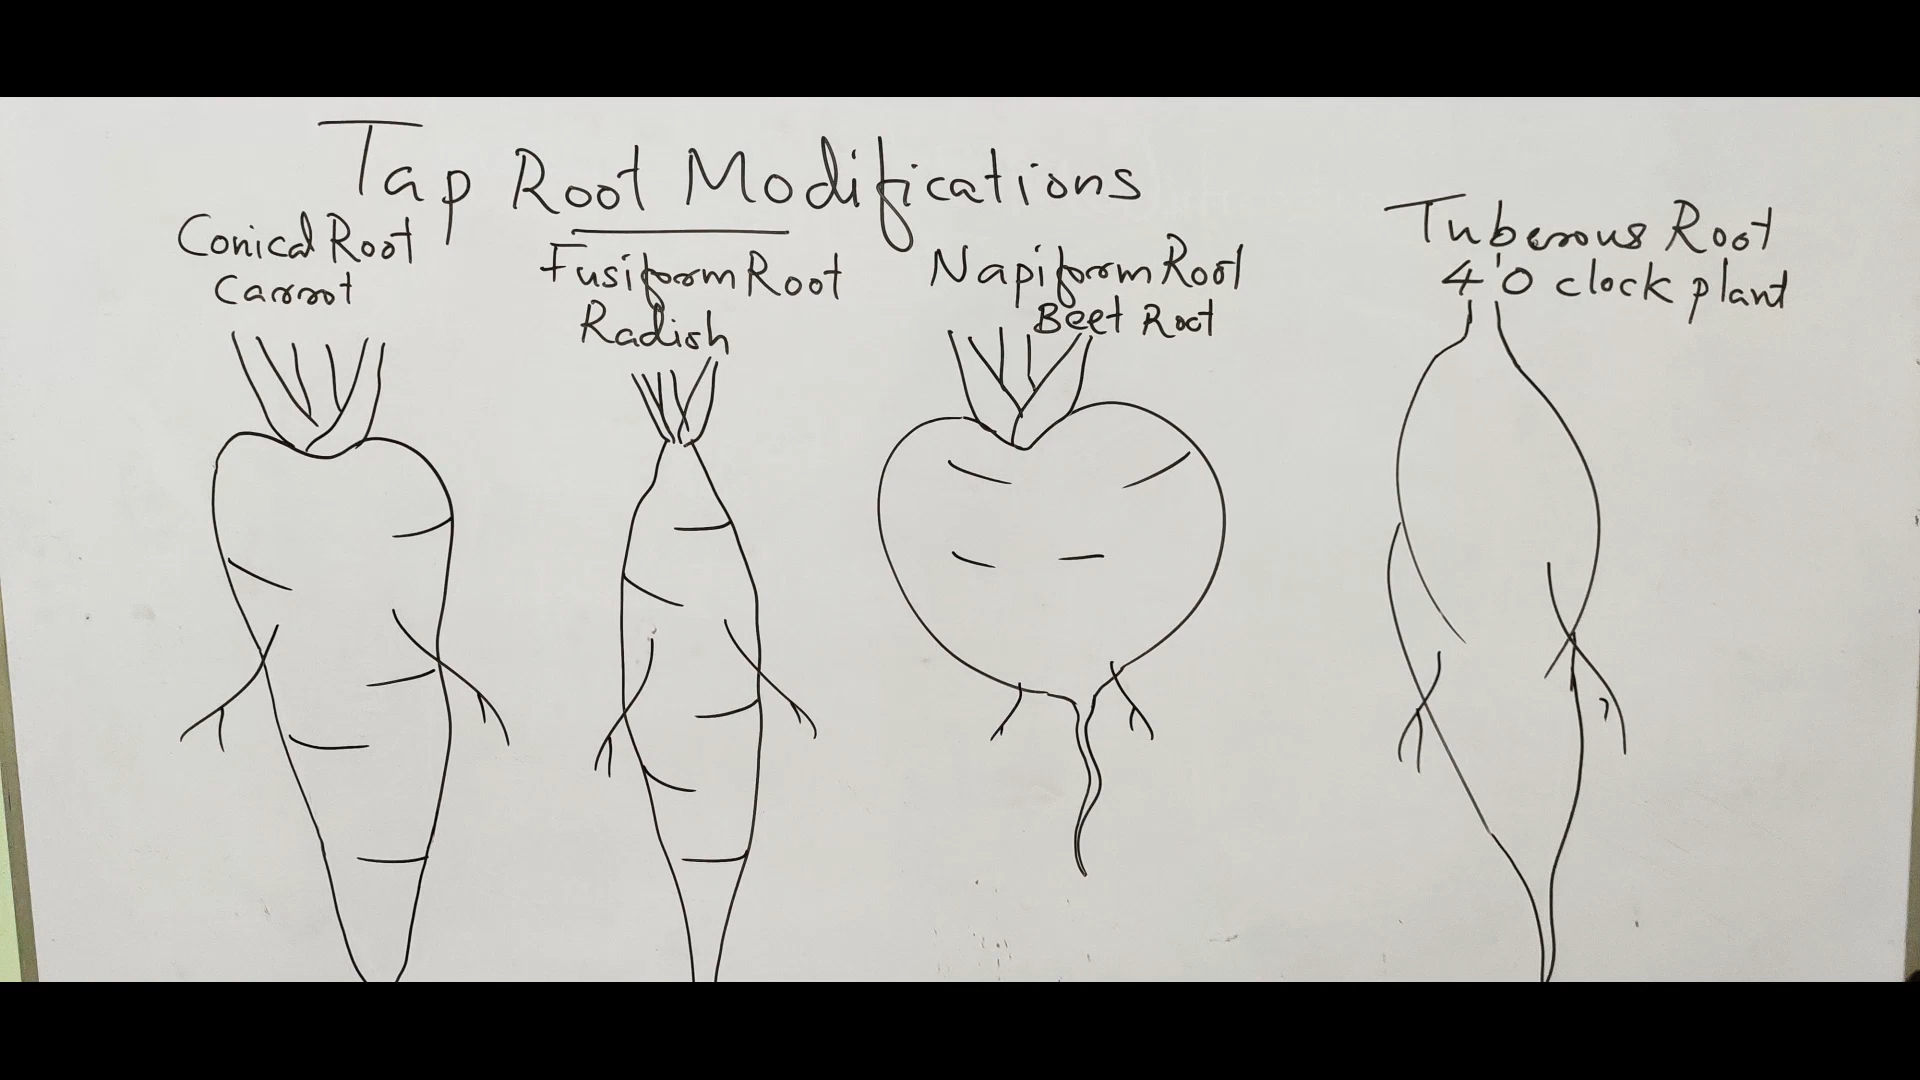 Tap Root Modifications
Conical Root
Carrot
Fusiform Root
Radish
Napiform Root
Beet Root
Tuberous Root
4'O clock plant